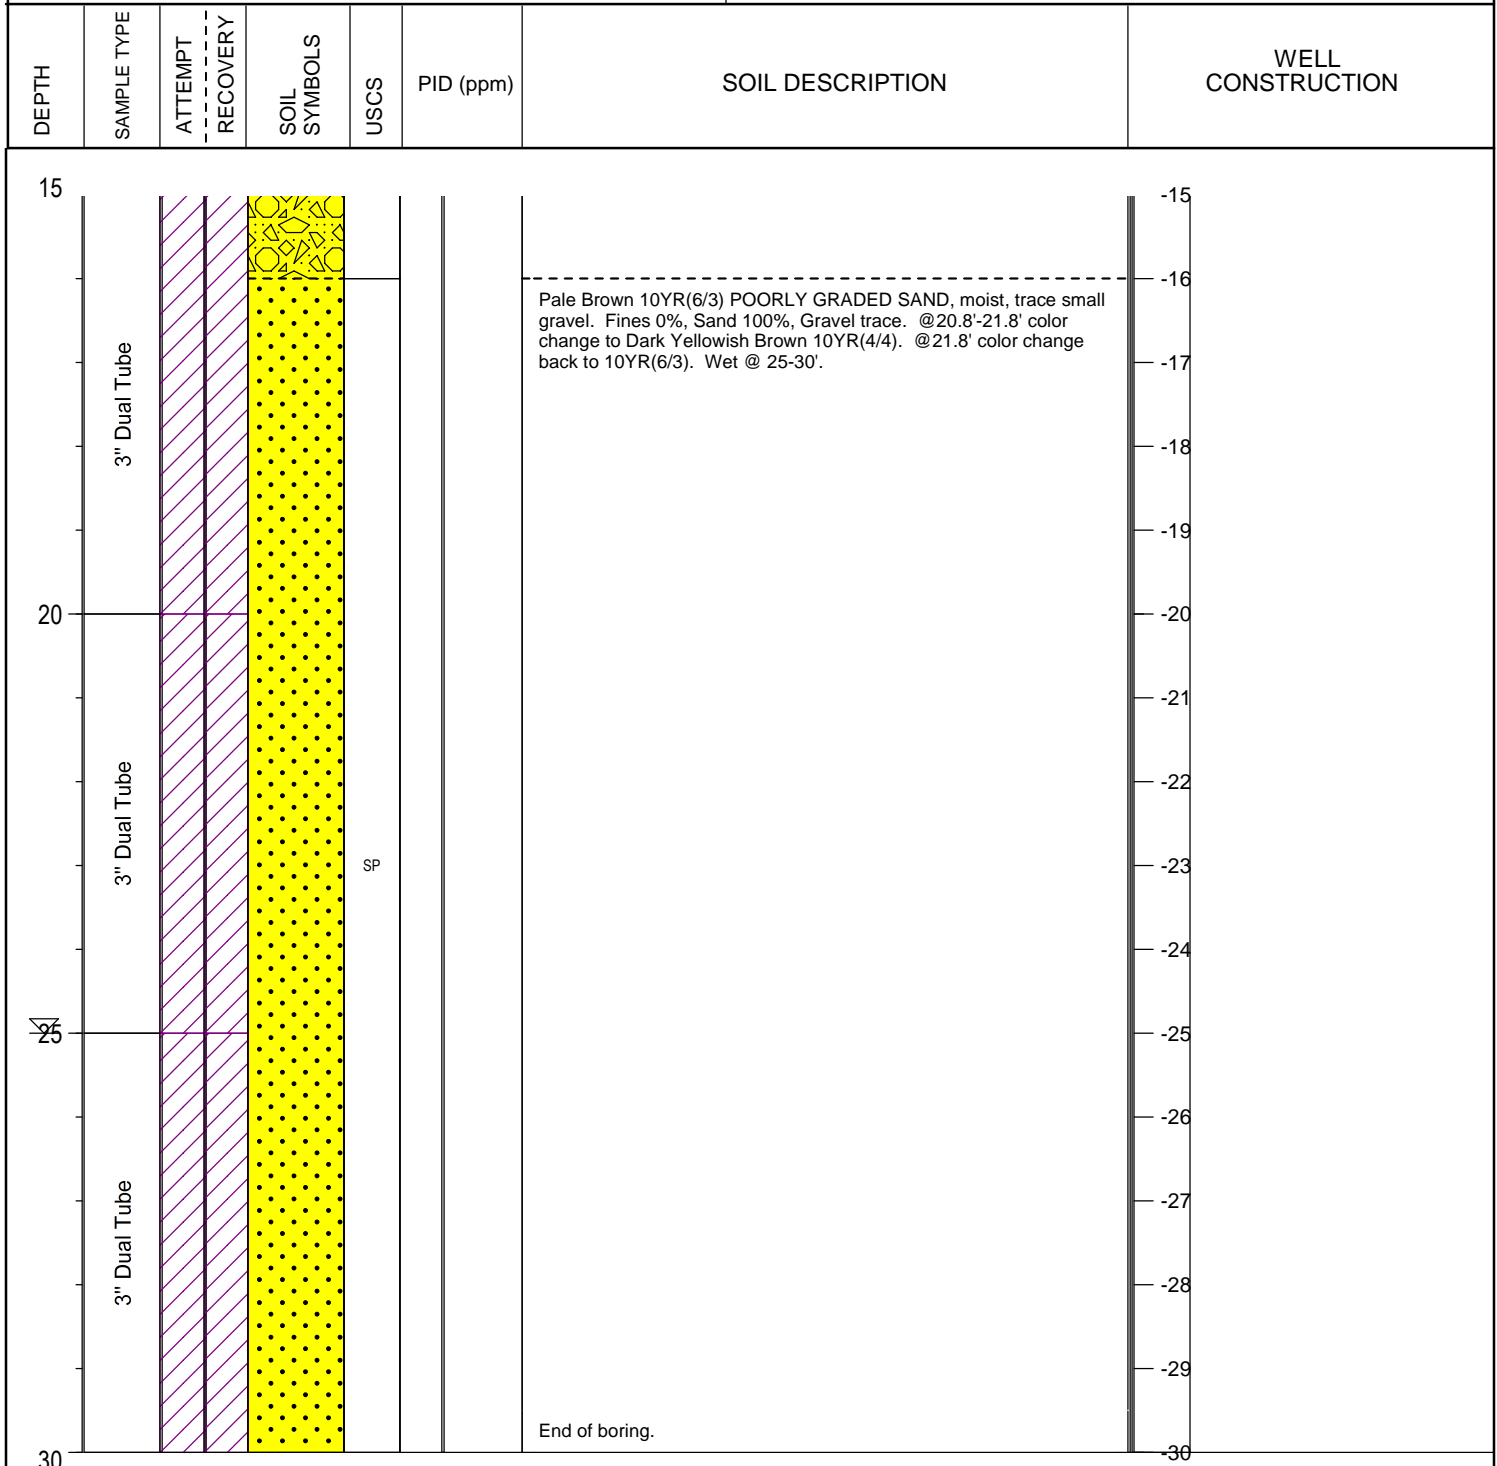 DEPTH
SAMPLE TYPE
ATTEMPT
RECOVERY
SOIL
SYMBOLS
USCS
PID (ppm)
SOIL DESCRIPTION
WELL
CONSTRUCTION
15
-15
-16
Pale Brown 10YR(6/3) POORLY GRADED SAND, moist, trace small
gravel. Fines 0%, Sand 100%, Gravel trace. @20.8'-21.8' color
change to Dark Yellowish Brown 10YR(4/4). @21.8' color change
back to 10YR(6/3). Wet @ 25-30'.
-17
3" Dual Tube
-18
-19
20
-20
-21
-22
3" Dual Tube
SP
-23
-24
25
-25
-26
-27
3" Dual Tube
-28
-29
End of boring.
30
-30